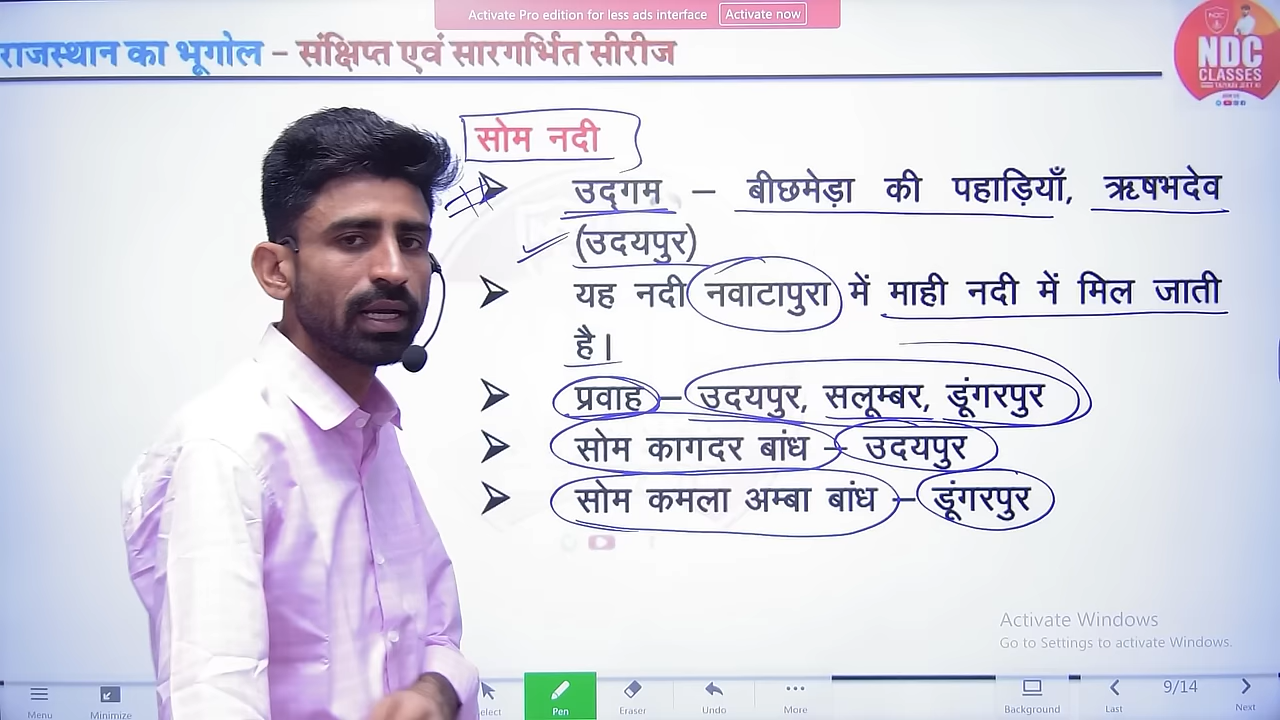 Activate Pro edition for less ads interface Activate now
राजस्थान का भूगोल – संक्षिप्त एवं सारगर्भित सीरीज
NDC
CLASSES
सोम नदी
उद्गम – बीछमेड़ा की पहाड़ियाँ, ऋषभदेव
(उदयपुर)
यह नदी नवाटापुरा में माही नदी में मिल जाती
है।
प्रवाह – उदयपुर, सलूम्बर, डूंगरपुर
सोम कागदर बांध – उदयपुर
सोम कमला अम्बा बांध – डूंगरपुर
Activate Windows
Go to Settings to activate Windows.
Menu Minimize elect Pen Eraser Undo More Background Last 9/14 Next